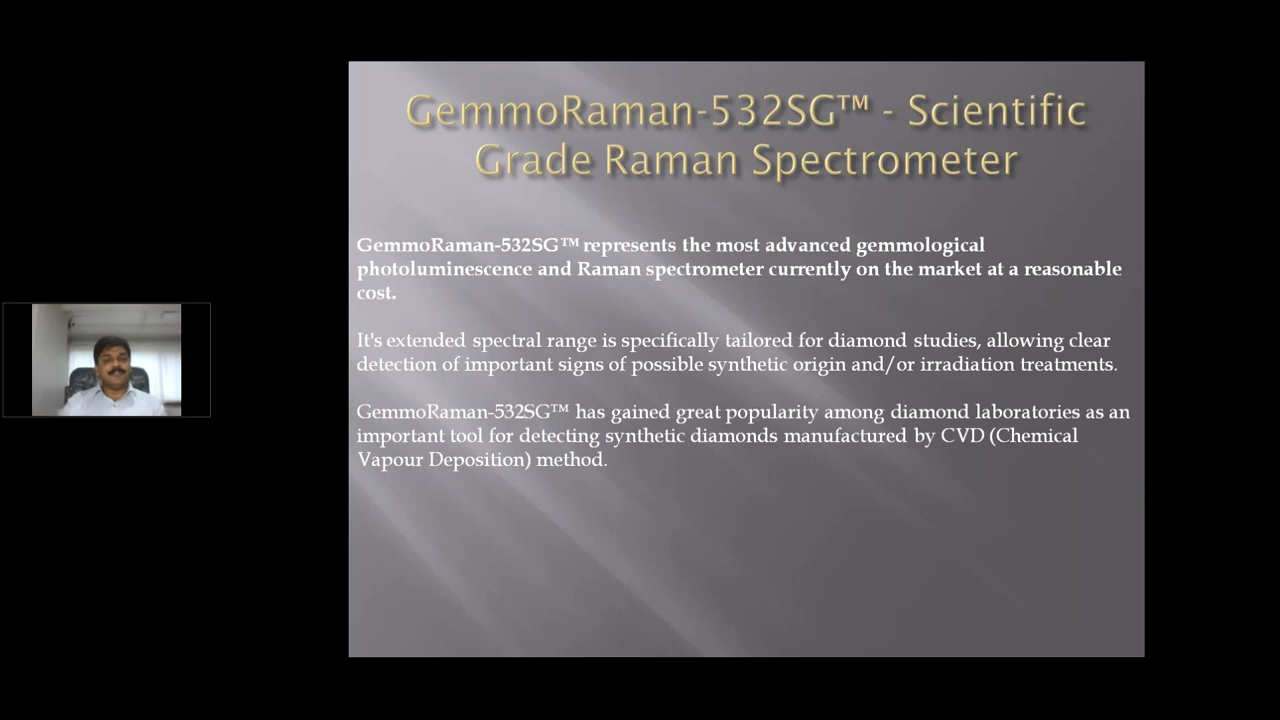 GemmoRaman-532SG™ - Scientific
Grade Raman Spectrometer
GemmoRaman-532SG™ represents the most advanced gemmological
photoluminescence and Raman spectrometer currently on the market at a reasonable
cost.
It's extended spectral range is specifically tailored for diamond studies, allowing clear
detection of important signs of possible synthetic origin and/or irradiation treatments.
GemmoRaman-532SG™ has gained great popularity among diamond laboratories as an
important tool for detecting synthetic diamonds manufactured by CVD (Chemical
Vapour Deposition) method.